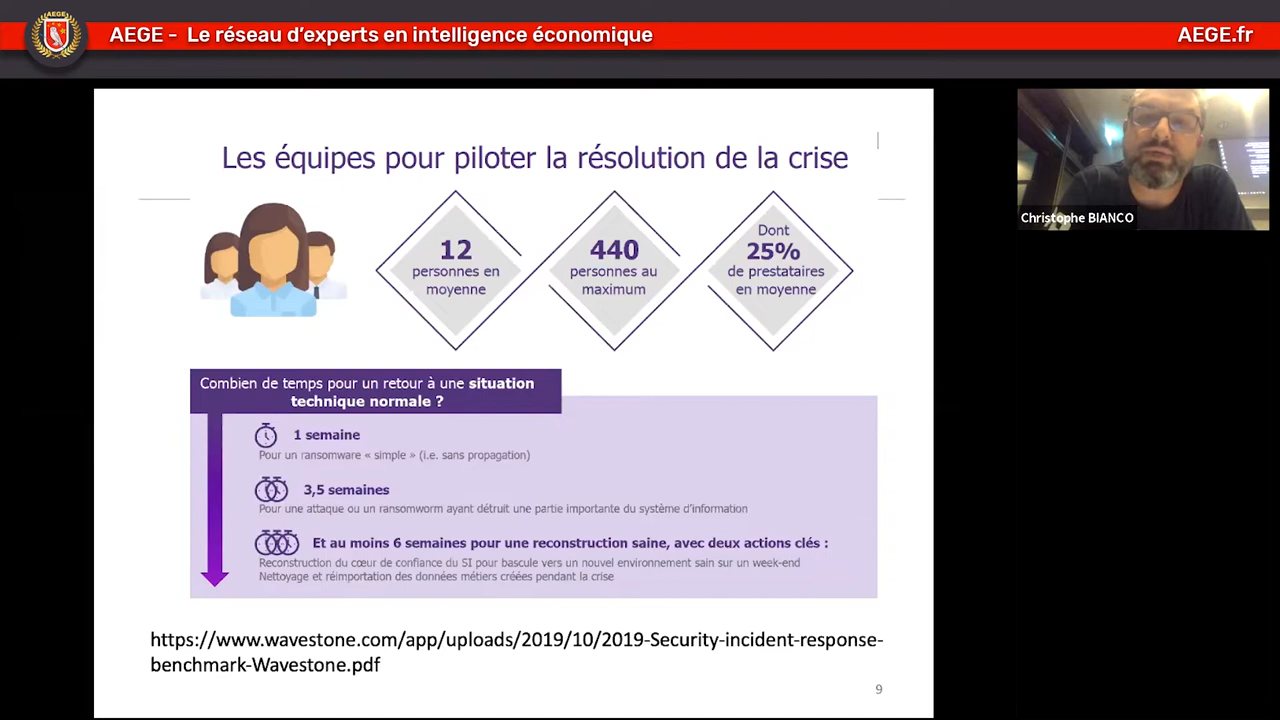 AEGE
AEGE - Le réseau d'experts en intelligence économique
AEGE.fr
Les équipes pour piloter la résolution de la crise
12
personnes en
moyenne
440
personnes au
maximum
Dont
25%
de prestataires
en moyenne
Christophe BIANCO
Combien de temps pour un retour à une situation
technique normale ?
1 semaine
Pour un ransomware « simple » (i.e. sans propagation)
3,5 semaines
Pour une attaque ou un ransomworm ayant détruit une partie importante du système d'information
Et au moins 6 semaines pour une reconstruction saine, avec deux actions clés :
Reconstruction du cœur de confiance du SI pour bascule vers un nouvel environnement sain sur un week-end
Nettoyage et réimportation des données métiers créées pendant la crise
https://www.wavestone.com/app/uploads/2019/10/2019-Security-incident-response-
benchmark-Wavestone.pdf
9